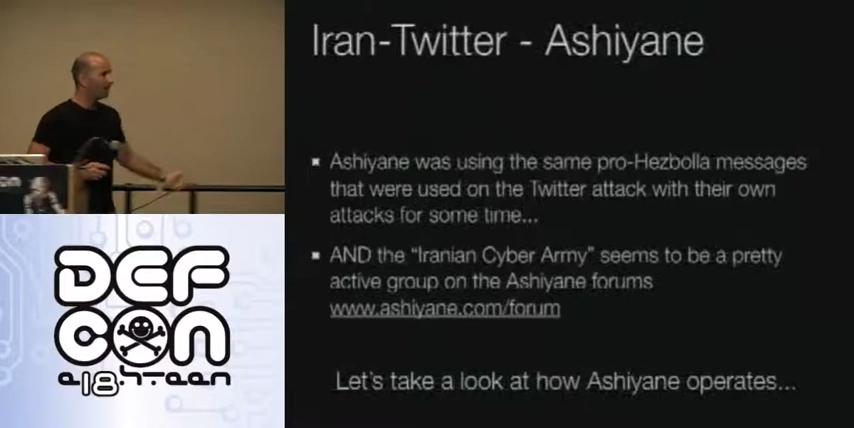 Iran-Twitter - Ashiyane
▪ Ashiyane was using the same pro-Hezbolla messages
that were used on the Twitter attack with their own
attacks for some time...
▪ AND the "Iranian Cyber Army" seems to be a pretty
active group on the Ashiyane forums
www.ashiyane.com/forum
Let's take a look at how Ashiyane operates...
DEF
CON
e18.hteen